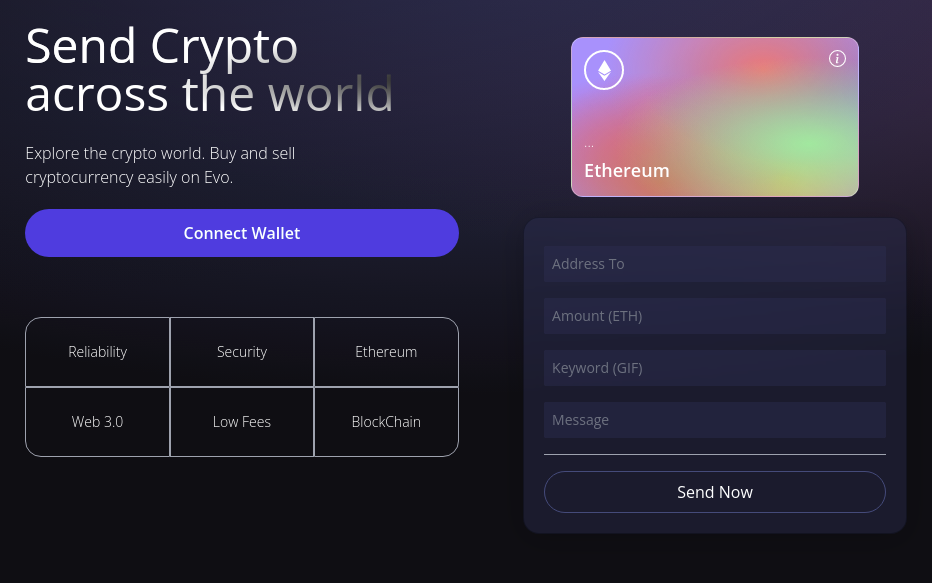 Send Crypto
across the world
Explore the crypto world. Buy and sell
cryptocurrency easily on Evo.
Connect Wallet
Reliability
Security
Ethereum
Web 3.0
Low Fees
BlockChain
i
...
Ethereum
Address To
Amount (ETH)
Keyword (GIF)
Message
Send Now